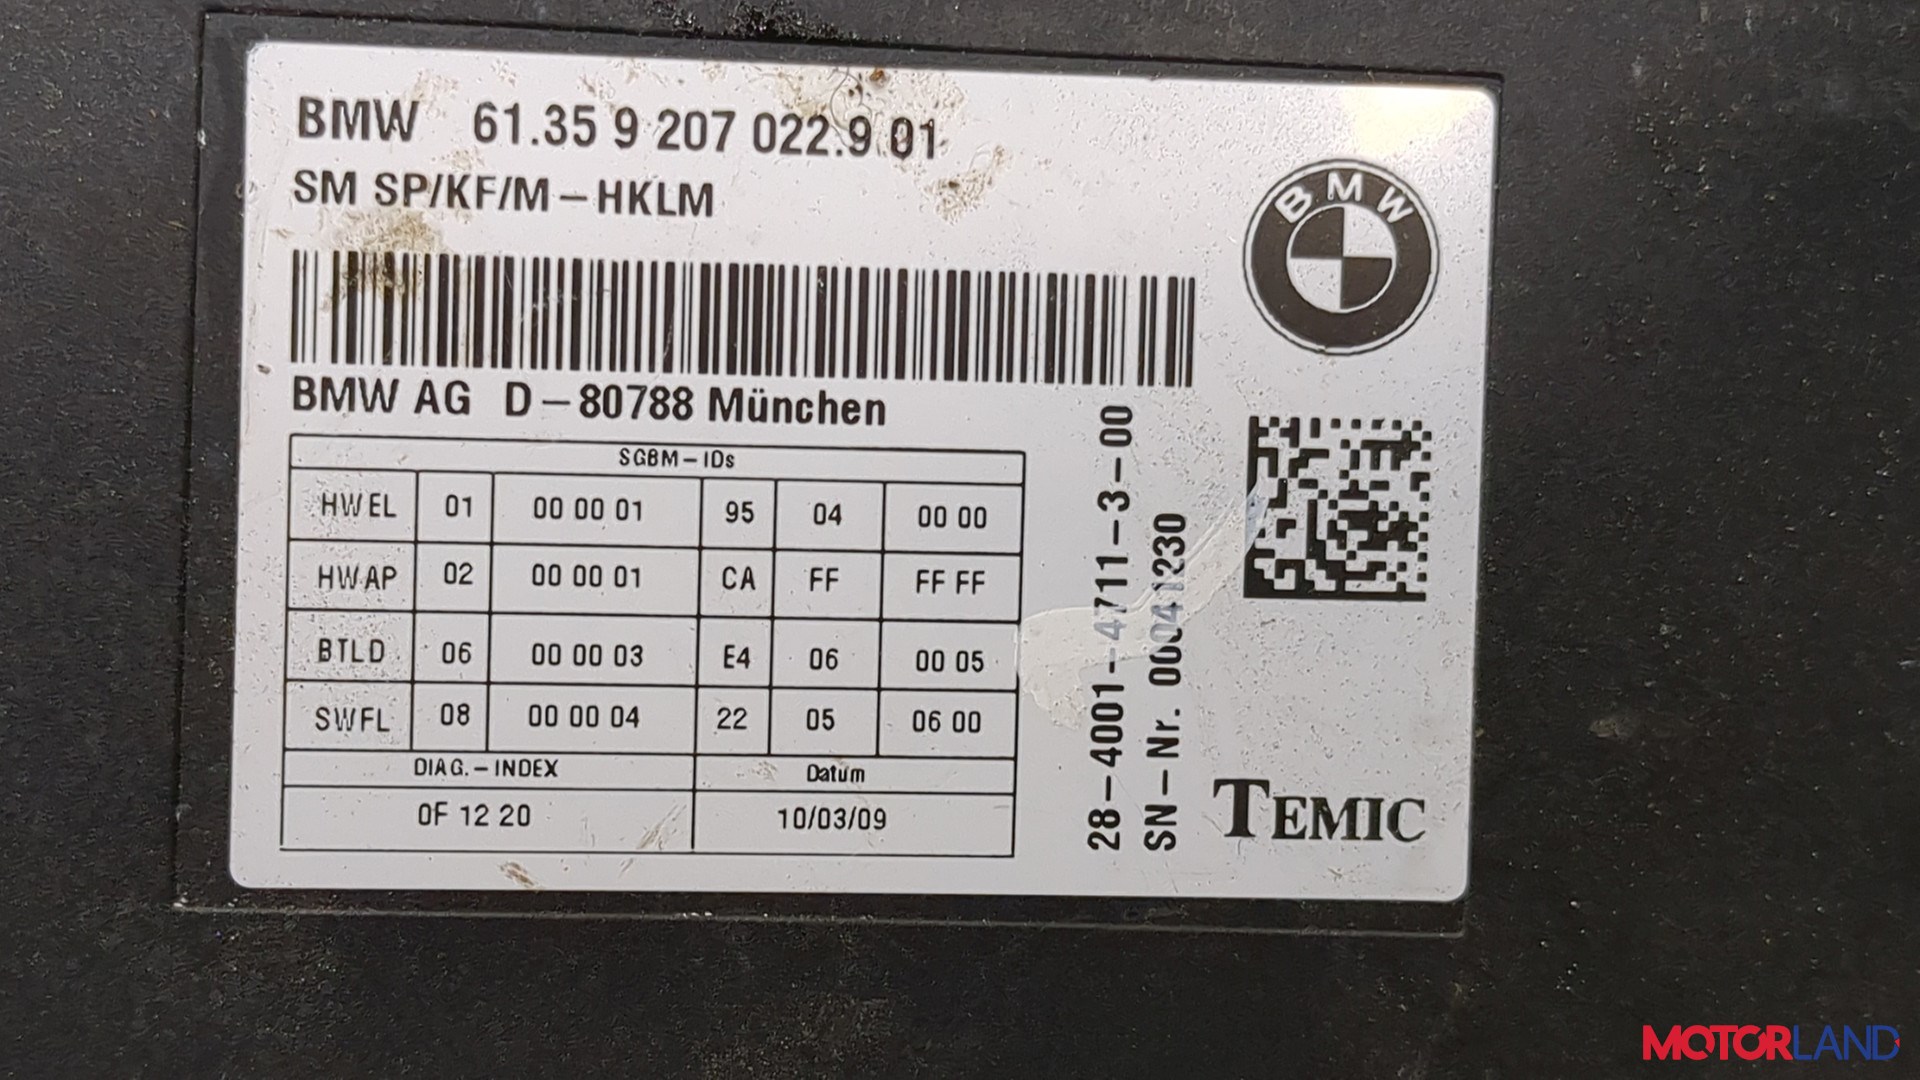 BMW 61.35 9 207 022.9 01
SM SP/KF/M-HKLM
BMW
BMW AG D-80788 München
SGBM-IDs
HWEL 01 00 00 01 95 04 00 00
HWAP 02 00 00 01 CA FF FF FF
BTLD 06 00 00 03 E4 06 00 05
SWFL 08 00 00 04 22 05 06 00
DIAG.-INDEX Datum
0F 12 20 10/03/09
28-4001-4711-3-00
SN-Nr. 00041230
TEMIC
MOTORLAND